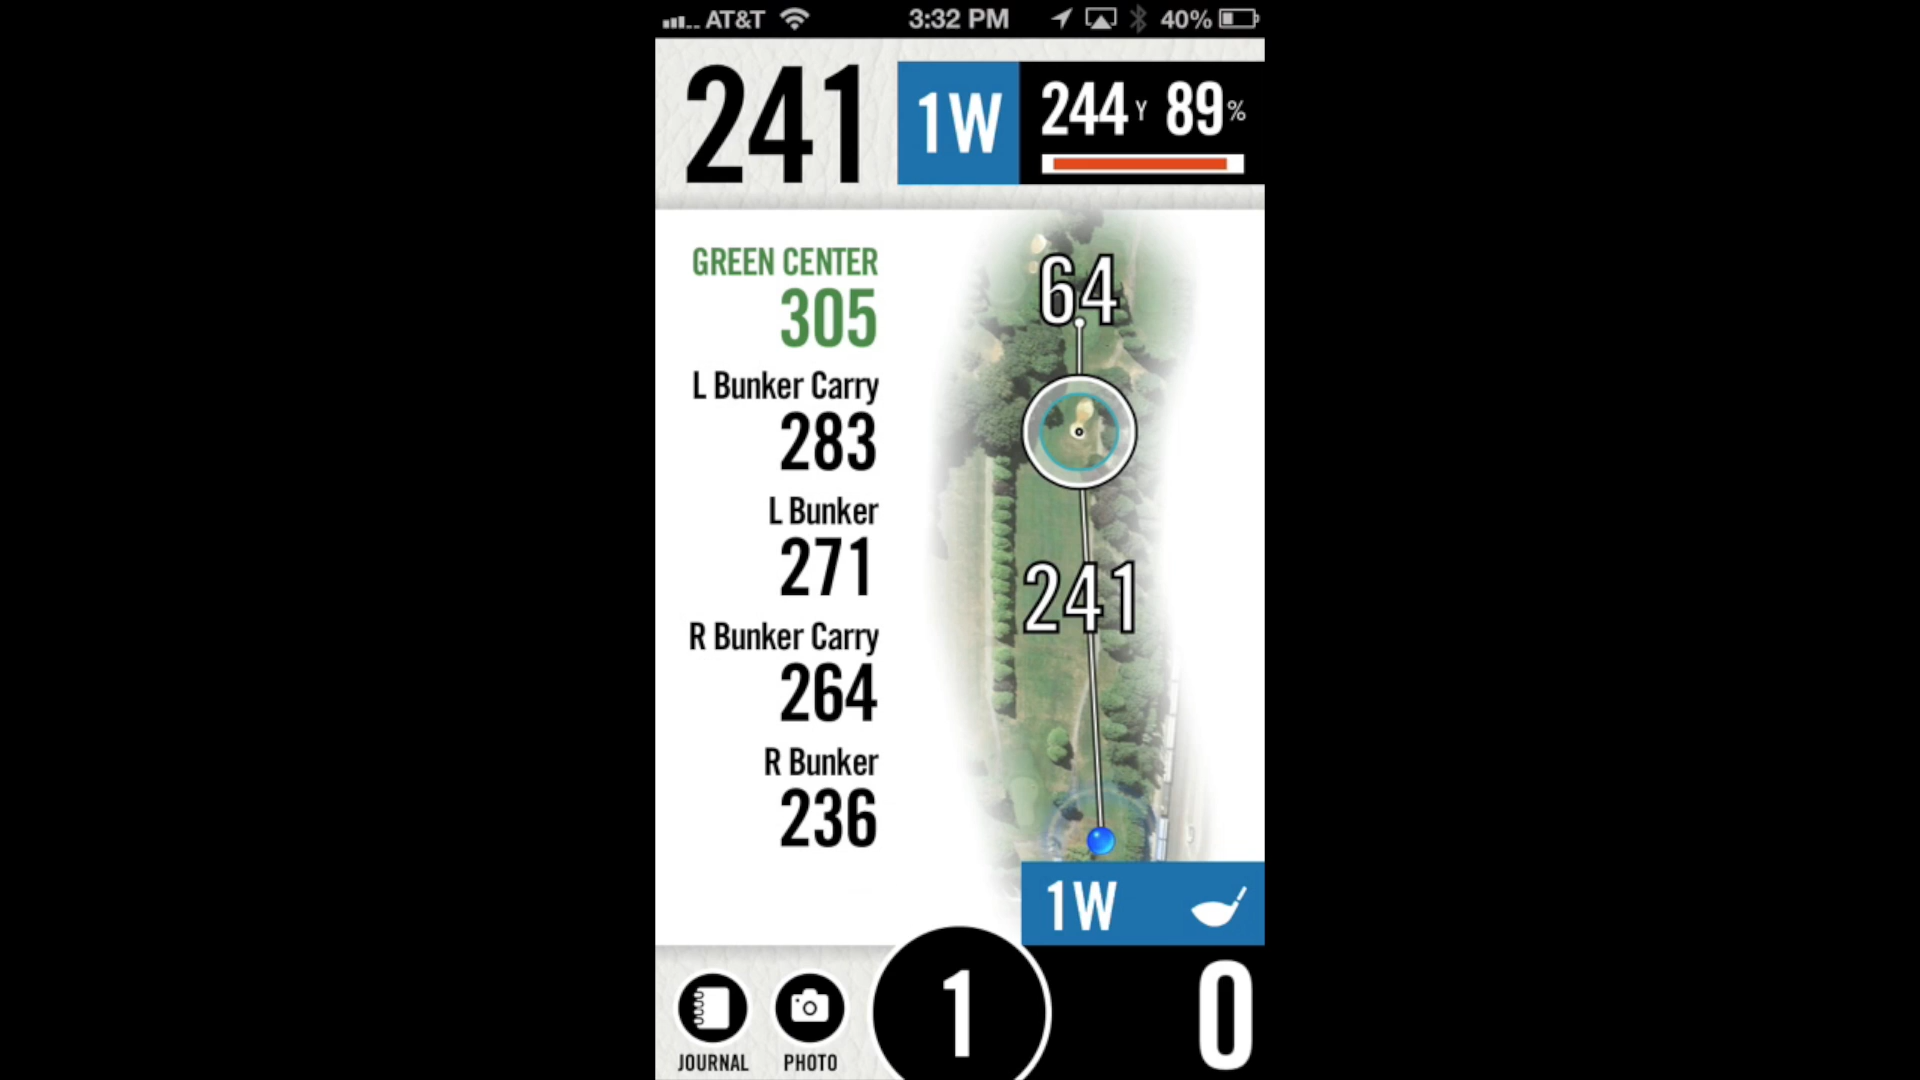 AT&T 3:32 PM 40%
241 1W 244 Y 89%
GREEN CENTER
305
L Bunker Carry
283
L Bunker
271
R Bunker Carry
264
R Bunker
236
64
241
1W
1
0
JOURNAL PHOTO